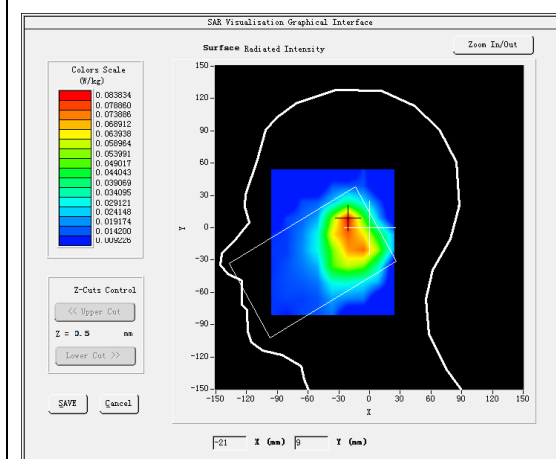 SAR Visualisation Graphical Interface
Surface Radiated Intensity
Zoom In/Out
Colors Scale
(W/kg)
0.083834
0.078860
0.073886
0.068912
0.063938
0.058964
0.053991
0.049017
0.044043
0.039069
0.034095
0.029121
0.024148
0.019174
0.014200
0.009226
150
120
90
60
30
0
-30
-60
-90
-120
-150
Y
-150 -120 -90 -60 -30 0 30 60 90 120 150
X
Z-Cuts Control
<< Upper Cut
Z = 0.5 mm
Lower Cut >>
SAVE Cancel
-21 X (mm) 9 Y (mm)